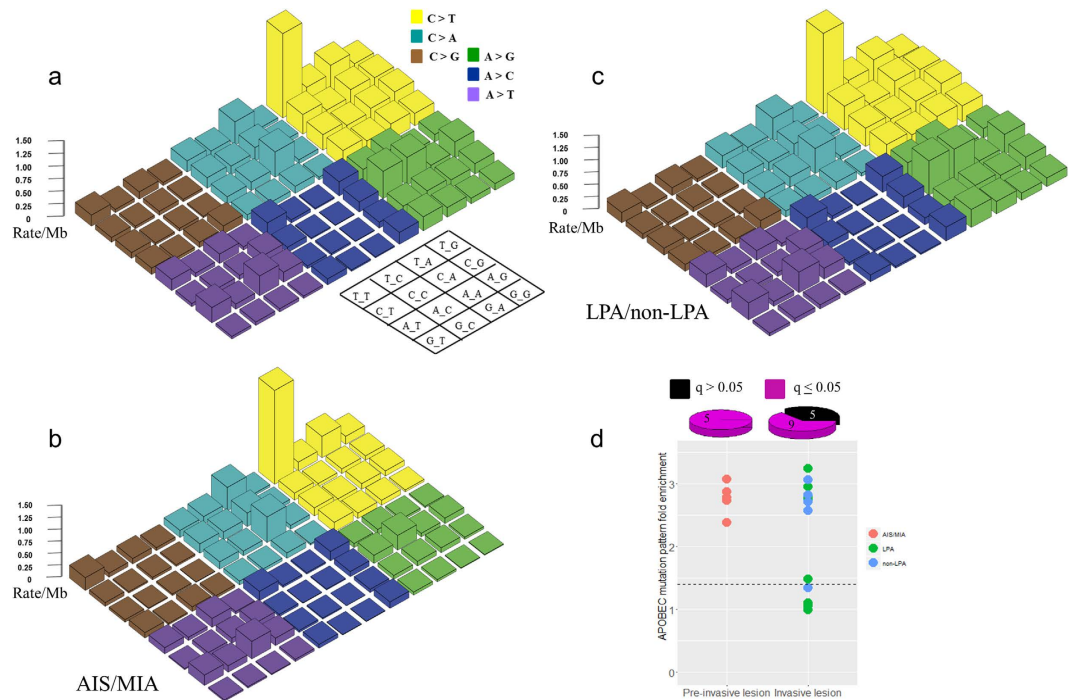 a
C > T
C > A
C > G
A > G
A > C
A > T
1.50
1.25
1.00
0.75
0.50
0.25
0
Rate/Mb
T_G
T_A
C_G
T_C
C_A
A_G
T_T
C_C
A_A
G_G
C_T
A_C
G_A
A_T
G_C
G_T
c
1.50
1.25
1.00
0.75
0.50
0.25
0
Rate/Mb
LPA/non-LPA
b
1.50
1.25
1.00
0.75
0.50
0.25
0
Rate/Mb
AIS/MIA
d
q > 0.05
q ≤ 0.05
5
9
5
APOBEC mutation pattern fold enrichment
3
2
1
0
Pre-invasive lesion
Invasive lesion
AIS/MIA
LPA
non-LPA